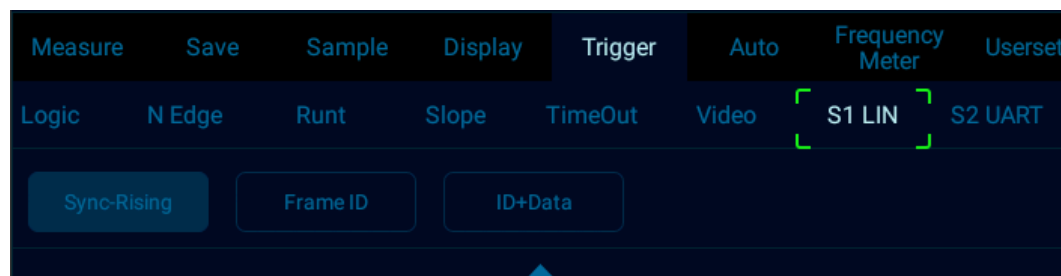 Measure Save Sample Display Trigger Auto Frequency Meter Userset
Logic N Edge Runt Slope TimeOut Video S1 LIN S2 UART
Sync-Rising Frame ID ID+Data